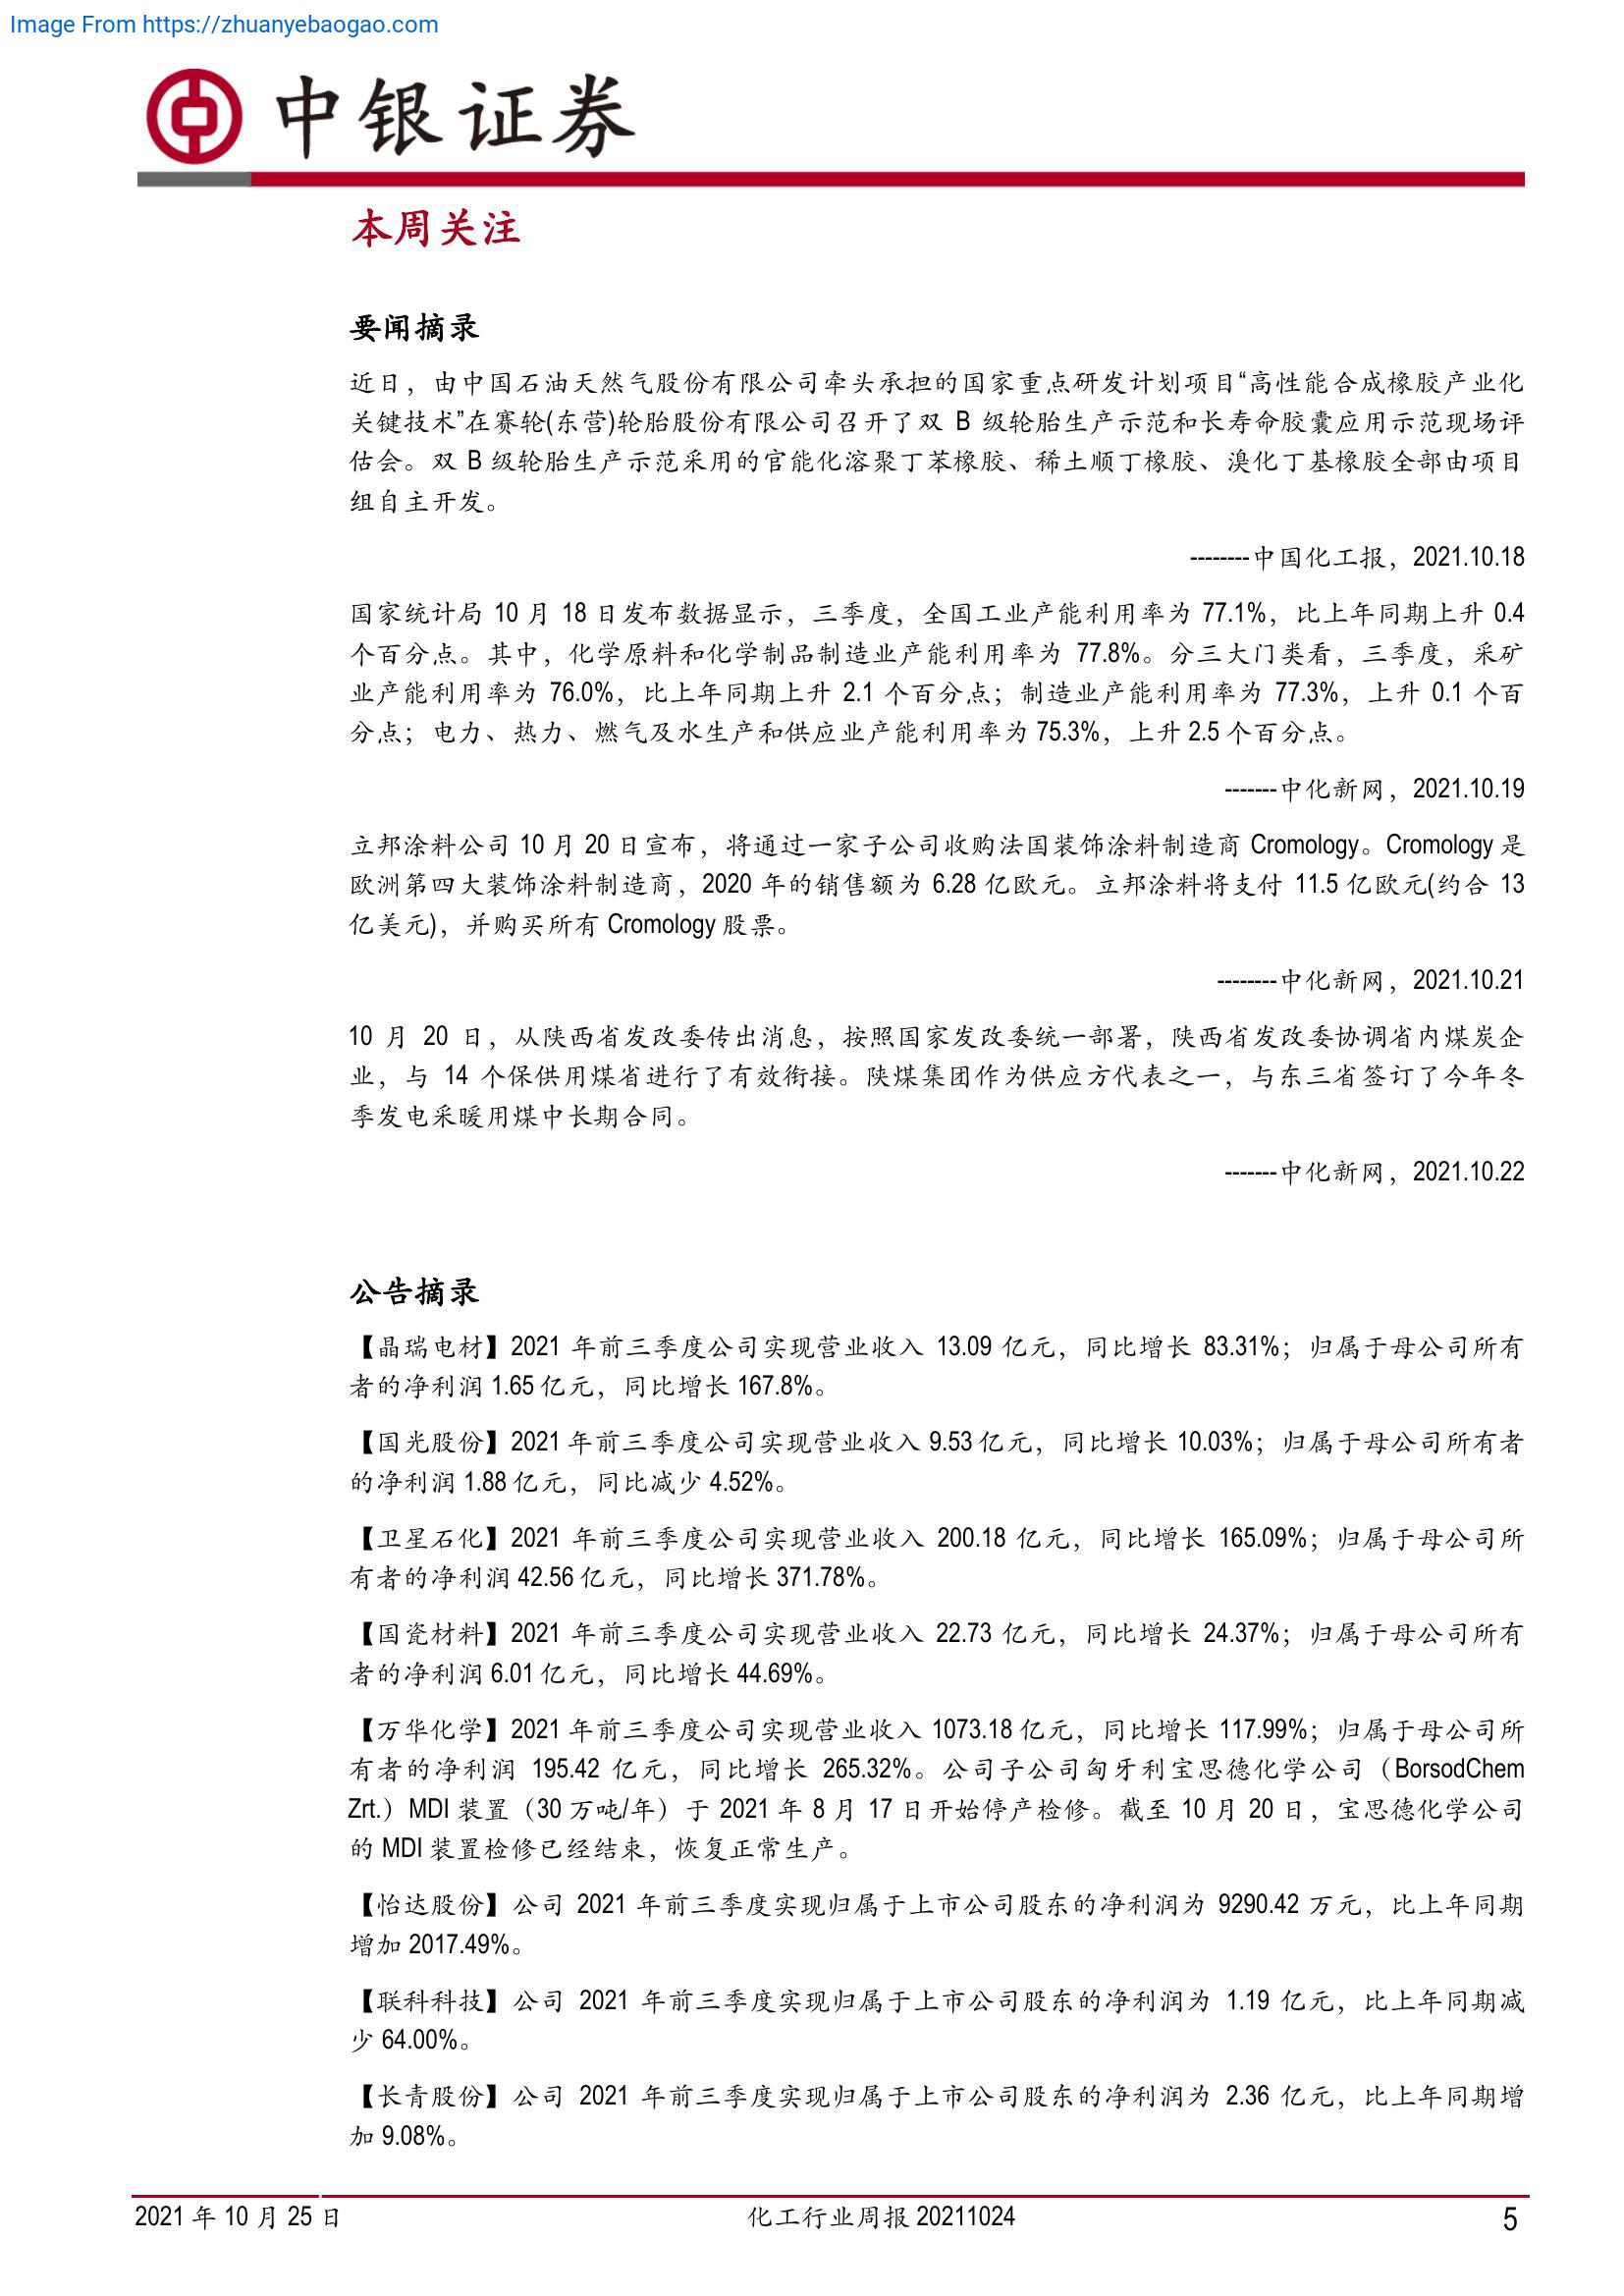 Image From https://zhuanyebaogao.com
中银证券
本周关注
要闻摘录
近日，由中国石油天然气股份有限公司牵头承担的国家重点研发计划项目“高性能合成橡胶产业化
关键技术”在赛轮(东营)轮胎股份有限公司召开了双 B 级轮胎生产示范和长寿命胶囊应用示范现场评
估会。双 B 级轮胎生产示范采用的官能化溶聚丁苯橡胶、稀土顺丁橡胶、溴化丁基橡胶全部由项目
组自主开发。
--------中国化工报，2021.10.18
国家统计局 10 月 18 日发布数据显示，三季度，全国工业产能利用率为 77.1%，比上年同期上升 0.4
个百分点。其中，化学原料和化学制品制造业产能利用率为 77.8%。分三大门类看，三季度，采矿
业产能利用率为 76.0%，比上年同期上升 2.1 个百分点；制造业产能利用率为 77.3%，上升 0.1 个百
分点；电力、热力、燃气及水生产和供应业产能利用率为 75.3%，上升 2.5 个百分点。
-------中化新网，2021.10.19
立邦涂料公司 10 月 20 日宣布，将通过一家子公司收购法国装饰涂料制造商 Cromology。Cromology 是
欧洲第四大装饰涂料制造商，2020 年的销售额为 6.28 亿欧元。立邦涂料将支付 11.5 亿欧元(约合 13
亿美元)，并购买所有 Cromology 股票。
--------中化新网，2021.10.21
10 月 20 日，从陕西省发改委传出消息，按照国家发改委统一部署，陕西省发改委协调省内煤炭企
业，与 14 个保供用煤省进行了有效衔接。陕煤集团作为供应方代表之一，与东三省签订了今年冬
季发电采暖用煤中长期合同。
-------中化新网，2021.10.22
公告摘录
【晶瑞电材】2021 年前三季度公司实现营业收入 13.09 亿元，同比增长 83.31%；归属于母公司所有
者的净利润 1.65 亿元，同比增长 167.8%。
【国光股份】2021 年前三季度公司实现营业收入 9.53 亿元，同比增长 10.03%；归属于母公司所有者
的净利润 1.88 亿元，同比减少 4.52%。
【卫星石化】2021 年前三季度公司实现营业收入 200.18 亿元，同比增长 165.09%；归属于母公司所
有者的净利润 42.56 亿元，同比增长 371.78%。
【国瓷材料】2021 年前三季度公司实现营业收入 22.73 亿元，同比增长 24.37%；归属于母公司所有
者的净利润 6.01 亿元，同比增长 44.69%。
【万华化学】2021 年前三季度公司实现营业收入 1073.18 亿元，同比增长 117.99%；归属于母公司所
有者的净利润 195.42 亿元，同比增长 265.32%。公司子公司匈牙利宝思德化学公司（BorsodChem
Zrt.）MDI 装置（30 万吨/年）于 2021 年 8 月 17 日开始停产检修。截至 10 月 20 日，宝思德化学公司
的 MDI 装置检修已经结束，恢复正常生产。
【怡达股份】公司 2021 年前三季度实现归属于上市公司股东的净利润为 9290.42 万元，比上年同期
增加 2017.49%。
【联科科技】公司 2021 年前三季度实现归属于上市公司股东的净利润为 1.19 亿元，比上年同期减
少 64.00%。
【长青股份】公司 2021 年前三季度实现归属于上市公司股东的净利润为 2.36 亿元，比上年同期增
加 9.08%。
2021 年 10 月 25 日
化工行业周报 20211024
5